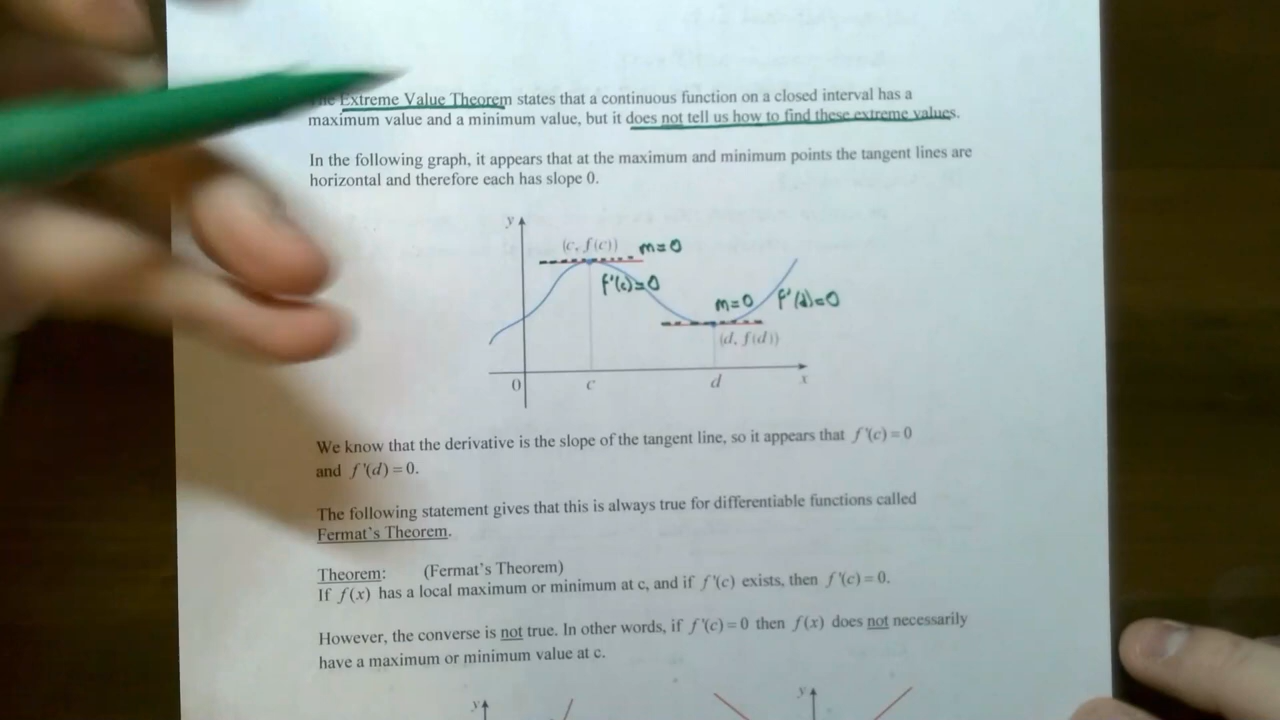 The Extreme Value Theorem states that a continuous function on a closed interval has a
maximum value and a minimum value, but it does not tell us how to find these extreme values.
In the following graph, it appears that at the maximum and minimum points the tangent lines are
horizontal and therefore each has slope 0.
y
(c, f(c)) m=0
f'(c)=0
m=0 f'(d)=0
(d, f(d))
0 c d x
We know that the derivative is the slope of the tangent line, so it appears that f'(c) = 0
and f'(d) = 0.
The following statement gives that this is always true for differentiable functions called
Fermat's Theorem.
Theorem: (Fermat's Theorem)
If f(x) has a local maximum or minimum at c, and if f'(c) exists, then f'(c) = 0.
However, the converse is not true. In other words, if f'(c) = 0 then f(x) does not necessarily
have a maximum or minimum value at c.
y y